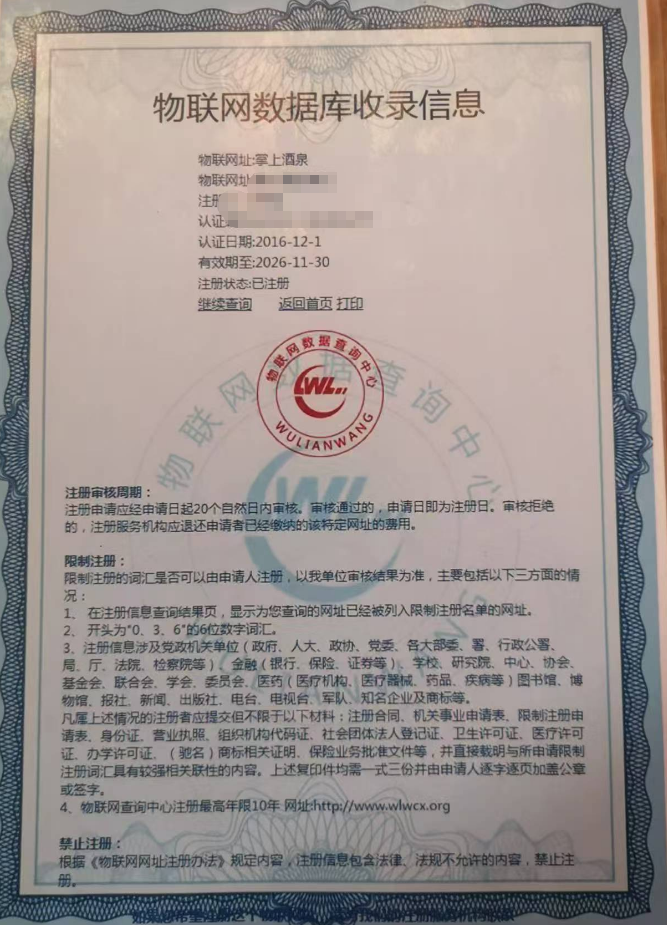 物联网数据库收录信息
物联网址:掌上酒泉
物联网址
注册
认证
认证日期:2016-12-1
有效期至:2026-11-30
注册状态:已注册
继续查询 返回首页 打印
物联网数据查询中心
WL
WULIANWANG
物联网数据查询中心
注册审核周期：
注册申请应经申请日起20个自然日内审核。审核通过的，申请日即为注册日。审核拒绝
的，注册服务机构应退还申请者已经缴纳的该特定网址的费用。
限制注册：
限制注册的词汇是否可以由申请人注册，以我单位审核结果为准，主要包括以下三方面的情
况：
1、 在注册信息查询结果页，显示为您查询的网址已经被列入限制注册名单的网址。
2、 开头为“0、3、6”的6位数字词汇。
3、注册信息涉及党政机关单位（政府、人大、政协、党委、各大部委、署、行政公署、
局、厅、法院、检察院等）、金融（银行、保险、证券等）、学校、研究院、中心、协会、
基金会、联合会、学会、委员会、医药（医疗机构、医疗器械、药品、疾病等）图书馆、博
物馆、报社、新闻、出版社、电台、电视台、军队、知名企业及商标等。
凡属上述情况的注册者应提交但不限于以下材料：注册合同、机关事业申请表、限制注册申
请表、身份证、营业执照、组织机构代码证、社会团体法人登记证、卫生许可证、医疗许可
证、办学许可证、（驰名）商标相关证明、保险业务批准文件等，并直接载明与所申请限制
注册词汇具有较强相关联性的内容。上述复印件均需一式三份并由申请人逐字逐页加盖公章
或签字。
4、物联网查询中心注册最高年限10年 网址:http://www.wlwcx.org
禁止注册：
根据《物联网网址注册办法》规定内容，注册信息包含法律、法规不允许的内容，禁止注
册。